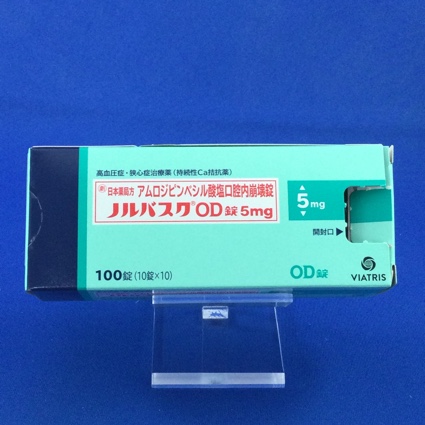 高血圧症・狭心症治療薬(持続性Ca拮抗薬)
劇 日本薬局方 アムロジピンベシル酸塩口腔内崩壊錠
ノルバスクOD錠5mg
5mg
開封口▶
100錠(10錠×10)
OD錠
VIATRIS